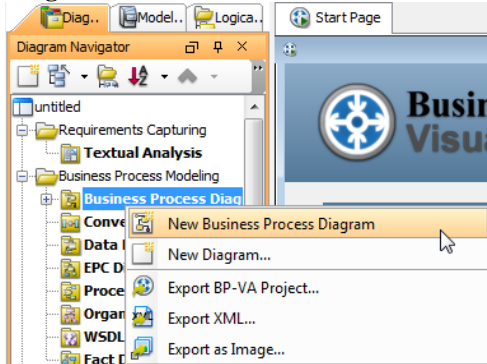 Diag.. Model.. Logica.. Start Page
Diagram Navigator
untitled
Requirements Capturing
Textual Analysis
Business Process Modeling
Business Process Diag
Conve
New Business Process Diagram
Data
New Diagram...
EPC D
Proce
Export BP-VA Project...
Organ
Export XML...
WSDL
Export as Image...
Fact D
Busin
Visua